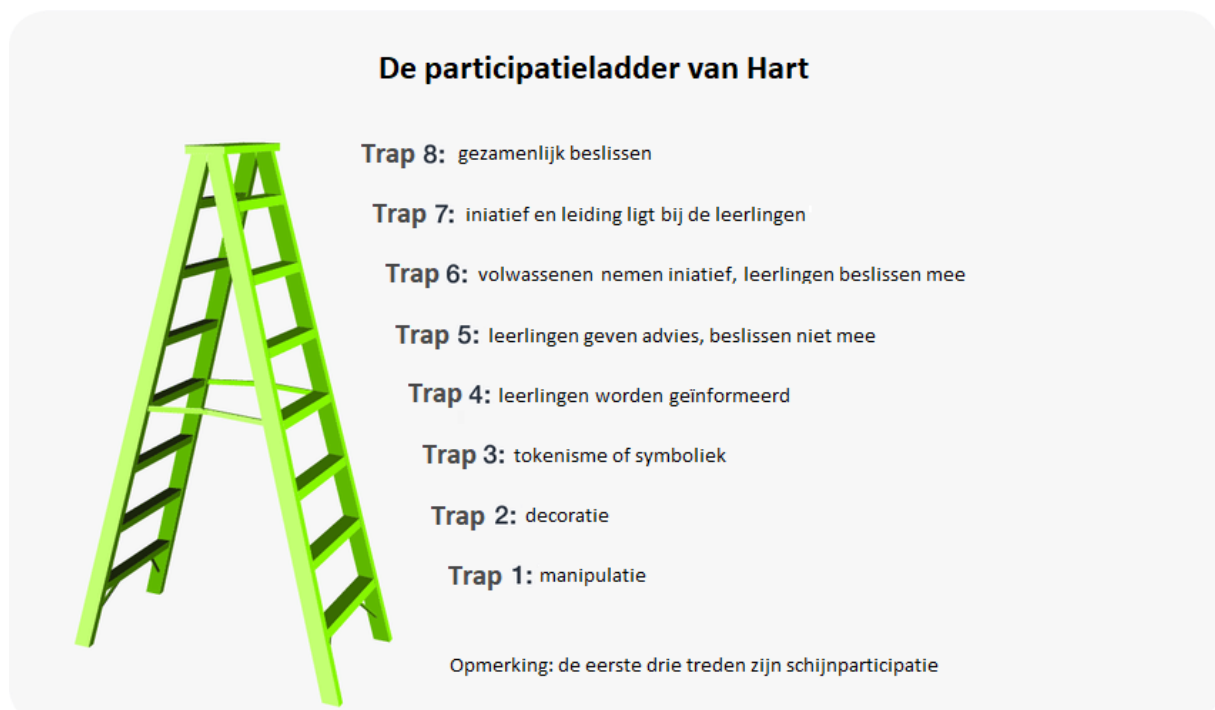 De participatieladder van Hart
Trap 8: gezamenlijk beslissen
Trap 7: iniatief en leiding ligt bij de leerlingen
Trap 6: volwassenen nemen iniatief, leerlingen beslissen mee
Trap 5: leerlingen geven advies, beslissen niet mee
Trap 4: leerlingen worden geïnformeerd
Trap 3: tokenisme of symboliek
Trap 2: decoratie
Trap 1: manipulatie
Opmerking: de eerste drie treden zijn schijnparticipatie